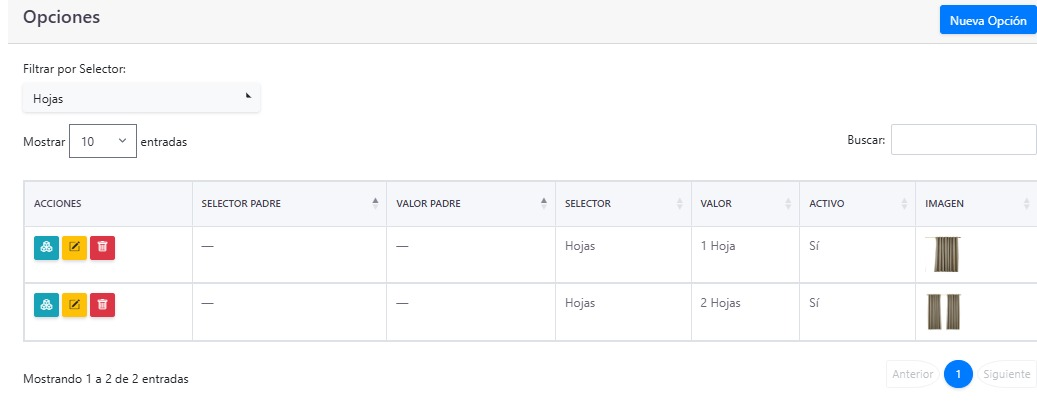 Opciones
Nueva Opción
Filtrar por Selector:
Hojas
Mostrar 10 entradas
Buscar:
ACCIONES SELECTOR PADRE VALOR PADRE SELECTOR VALOR ACTIVO IMAGEN
— — Hojas 1 Hoja Sí
— — Hojas 2 Hojas Sí
Mostrando 1 a 2 de 2 entradas
Anterior 1 Siguiente